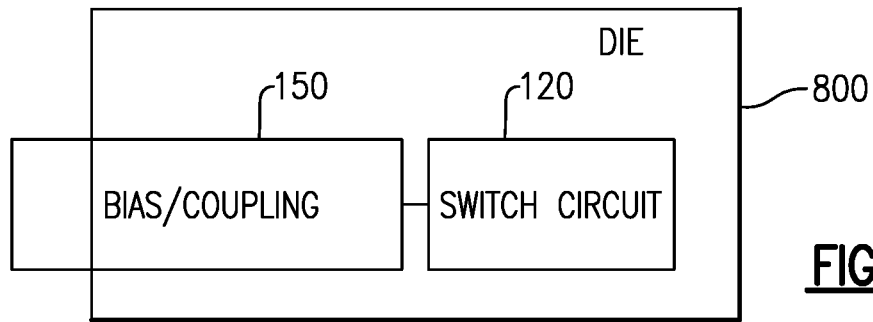 DIE
150
120
800
BIAS/COUPLING
SWITCH CIRCUIT
FIG